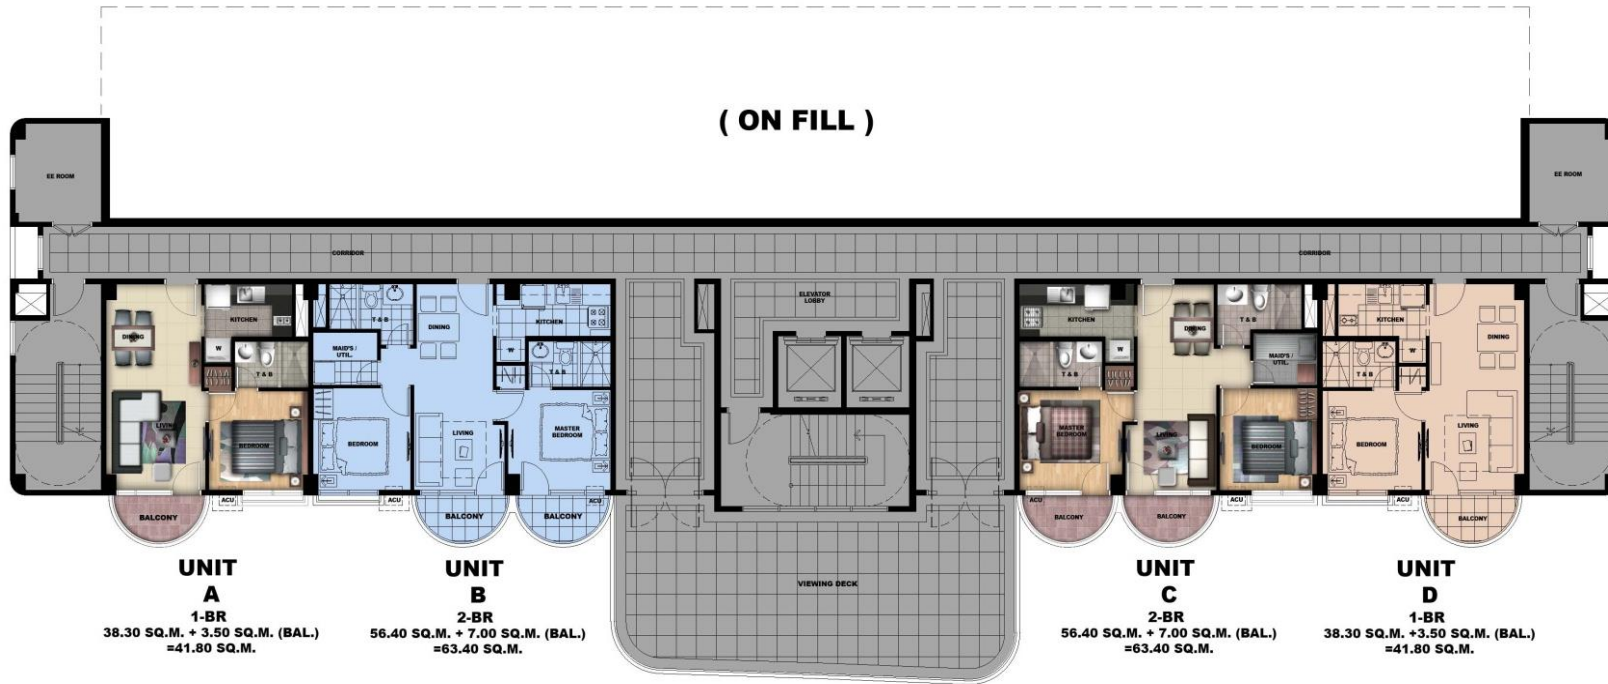 ( ON FILL )
EE ROOM
EE ROOM
CORRIDOR
CORRIDOR
ELEVATOR
LOBBY
KITCHEN
DINING
W
T & B
LIVING
BEDROOM
ACU
BALCONY
T & B
DINING
KITCHEN
MAID'S /
UTIL.
W
T & B
BEDROOM
LIVING
MASTER
BEDROOM
ACU
ACU
BALCONY
BALCONY
VIEWING DECK
KITCHEN
DINING
T & B
T & B
W
MAID'S /
UTIL.
MASTER
BEDROOM
LIVING
BEDROOM
ACU
ACU
BALCONY
BALCONY
KITCHEN
DINING
T & B
W
BEDROOM
LIVING
ACU
BALCONY
UNIT
A
1-BR
38.30 SQ.M. + 3.50 SQ.M. (BAL.)
=41.80 SQ.M.
UNIT
B
2-BR
56.40 SQ.M. + 7.00 SQ.M. (BAL.)
=63.40 SQ.M.
UNIT
C
2-BR
56.40 SQ.M. + 7.00 SQ.M. (BAL.)
=63.40 SQ.M.
UNIT
D
1-BR
38.30 SQ.M. +3.50 SQ.M. (BAL.)
=41.80 SQ.M.